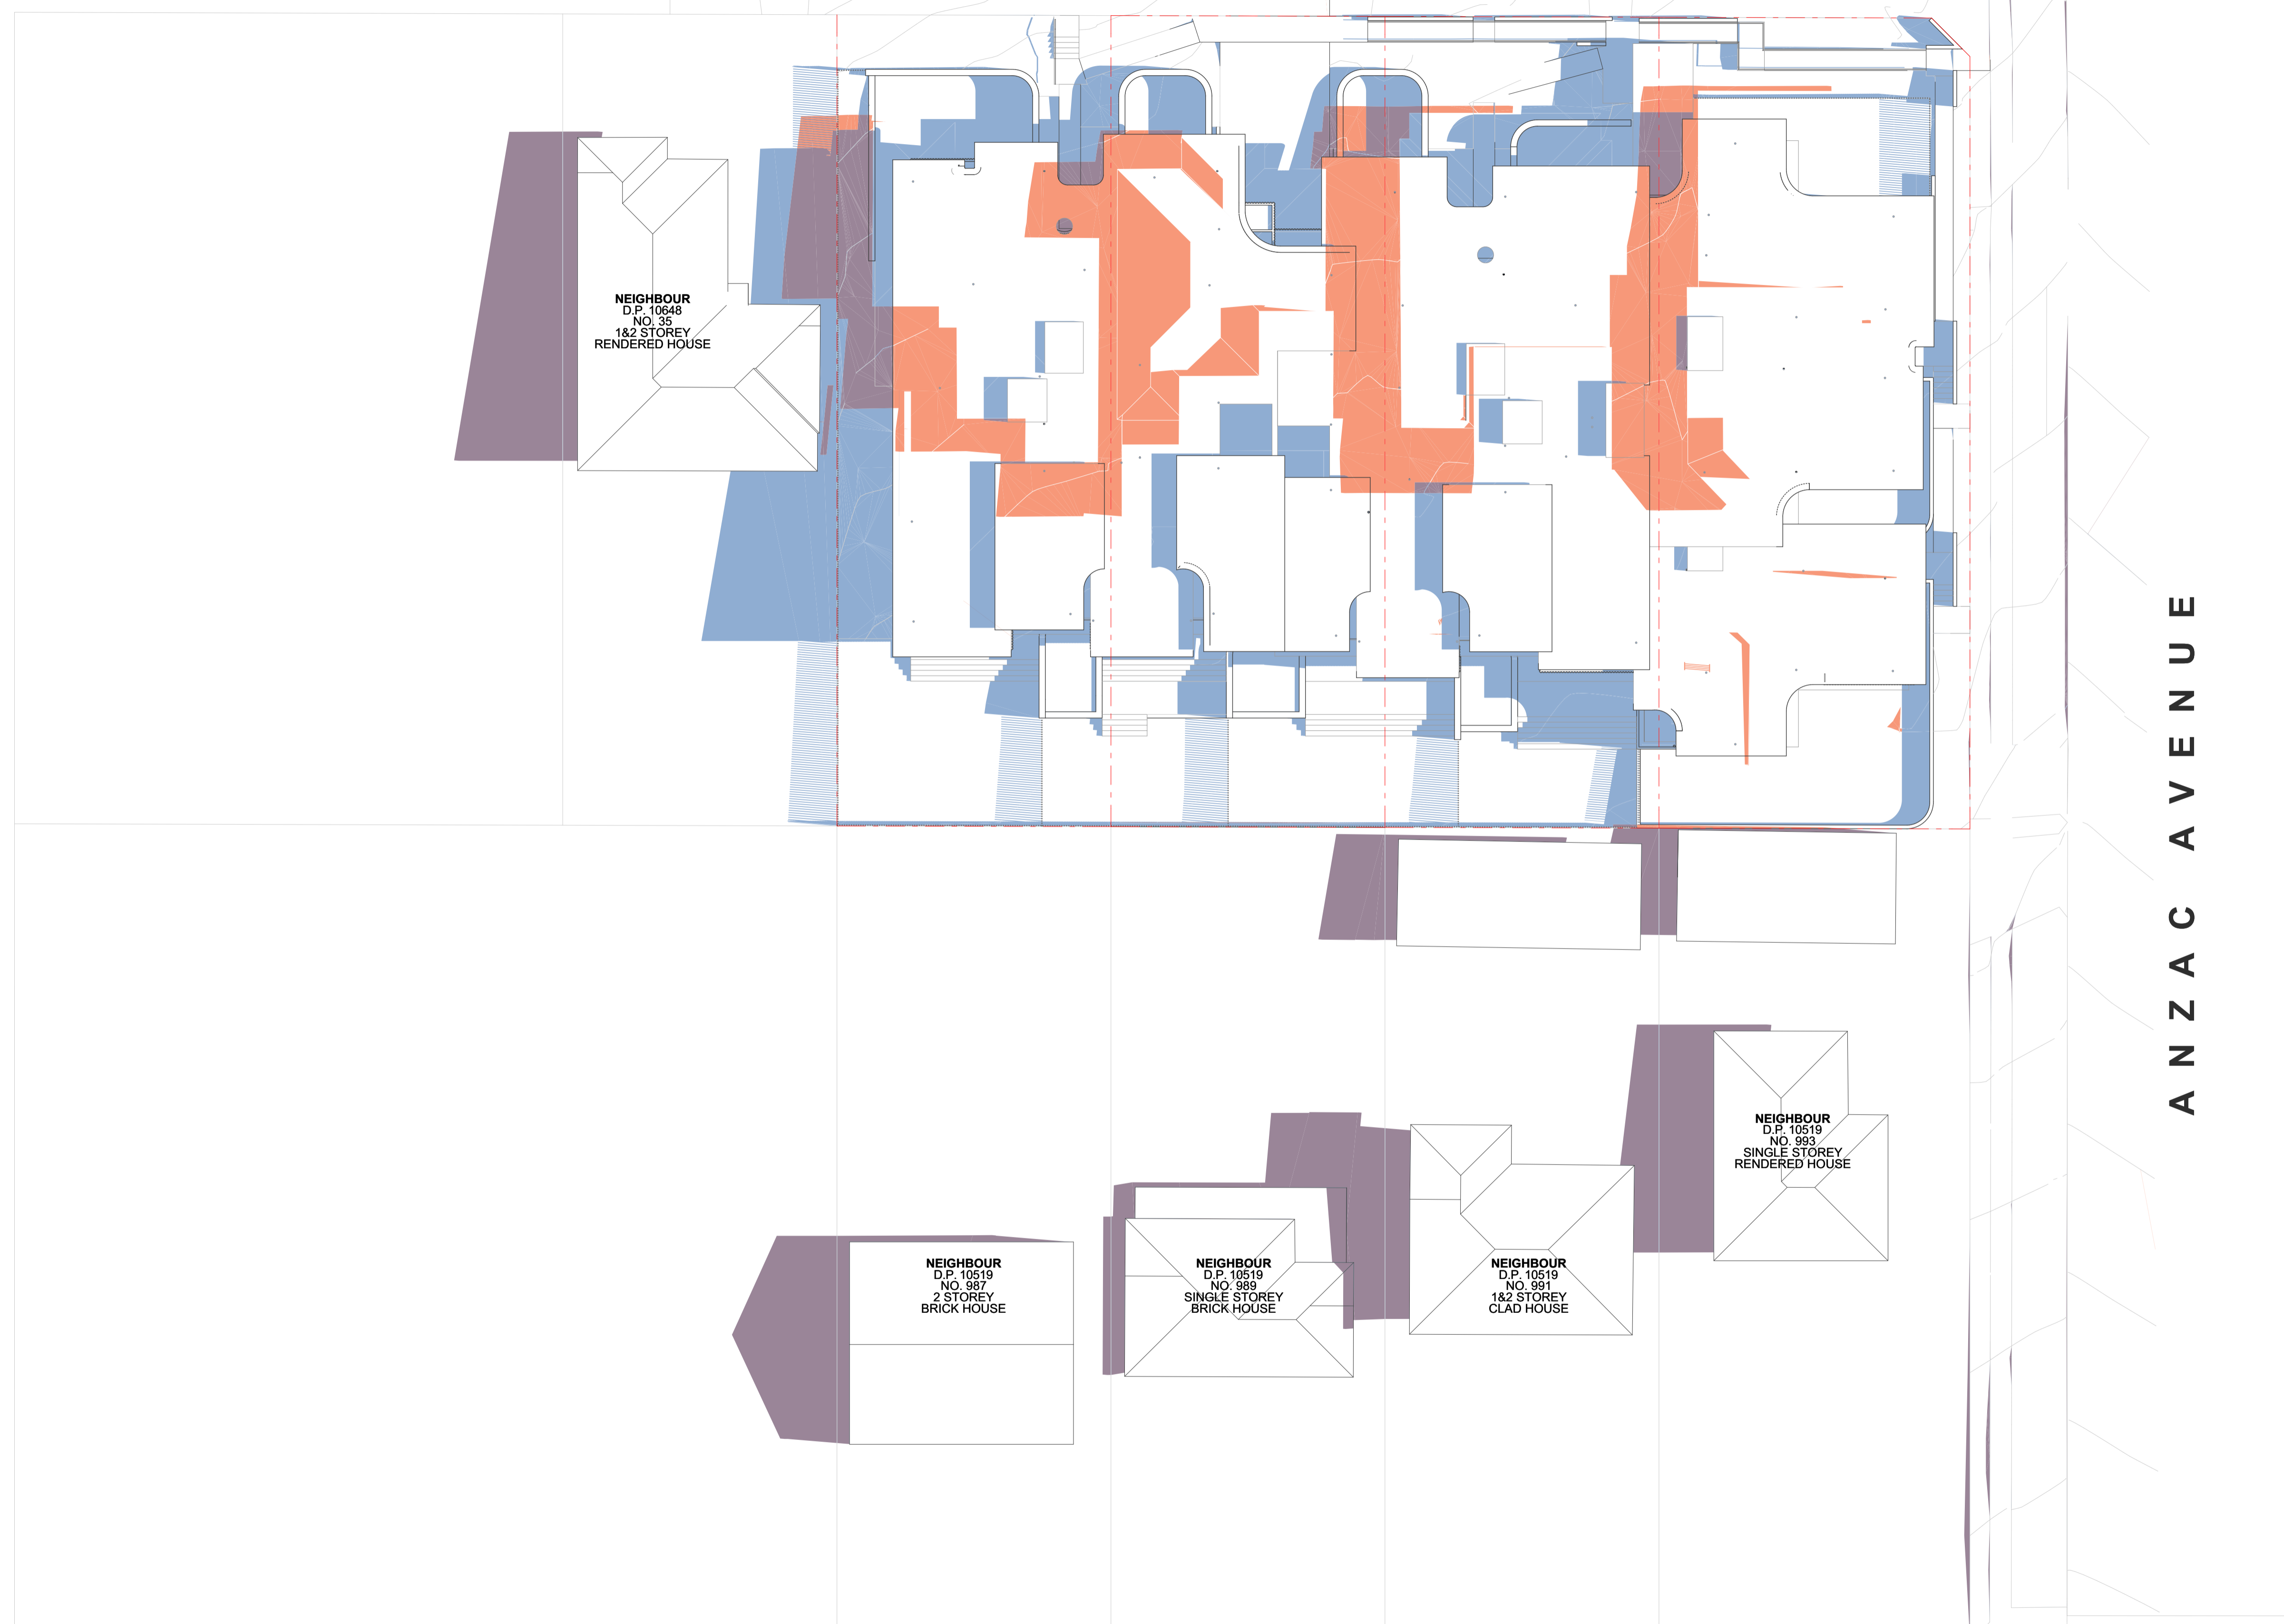 NEIGHBOUR
D.P. 10648
NO. 35
1&2 STOREY
RENDERED HOUSE
ANZAC AVENUE
NEIGHBOUR
D.P. 10519
NO. 993
SINGLE STOREY
RENDERED HOUSE
NEIGHBOUR
D.P. 10519
NO. 987
2 STOREY
BRICK HOUSE
NEIGHBOUR
D.P. 10519
NO. 989
SINGLE STOREY
BRICK HOUSE
NEIGHBOUR
D.P. 10519
NO. 991
1&2 STOREY
CLAD HOUSE